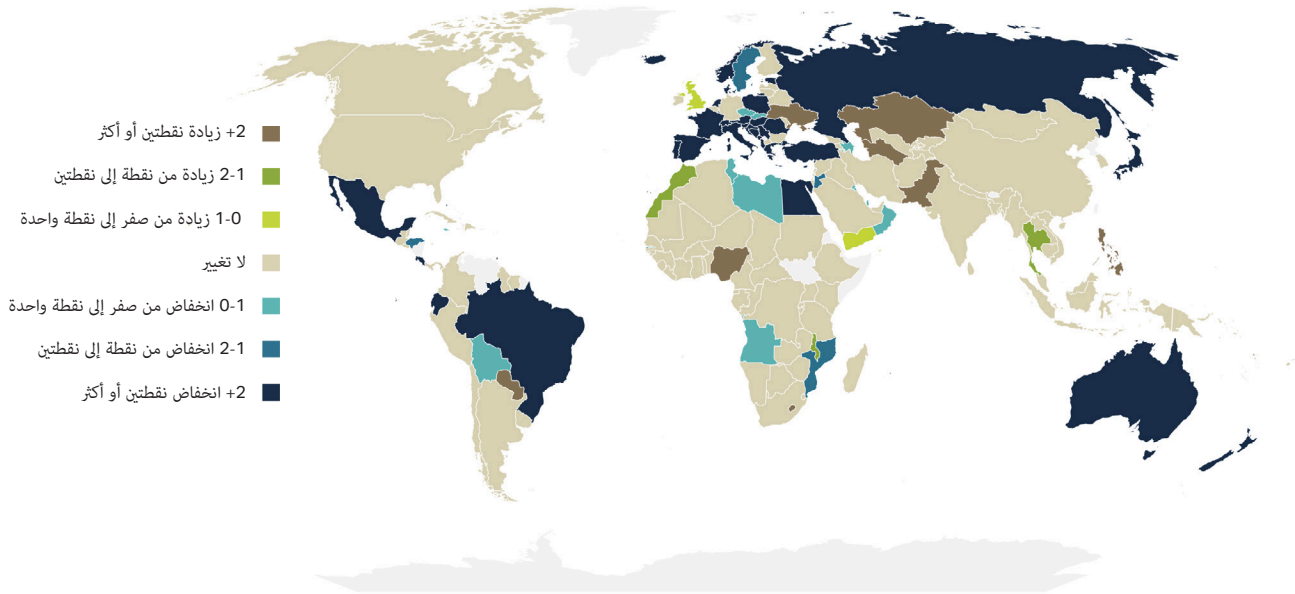 2+ زيادة نقطتين أو أكثر
2-1 زيادة من نقطة إلى نقطتين
1-0 زيادة من صفر إلى نقطة واحدة
لا تغيير
0-1 انخفاض من صفر إلى نقطة واحدة
2-1 انخفاض من نقطة إلى نقطتين
2+ انخفاض نقطتين أو أكثر